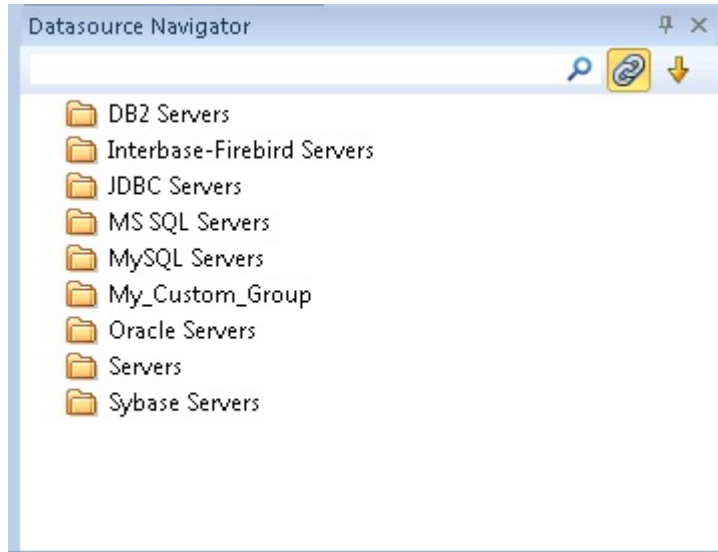 Datasource Navigator
DB2 Servers
Interbase-Firebird Servers
JDBC Servers
MS SQL Servers
MySQL Servers
My_Custom_Group
Oracle Servers
Servers
Sybase Servers